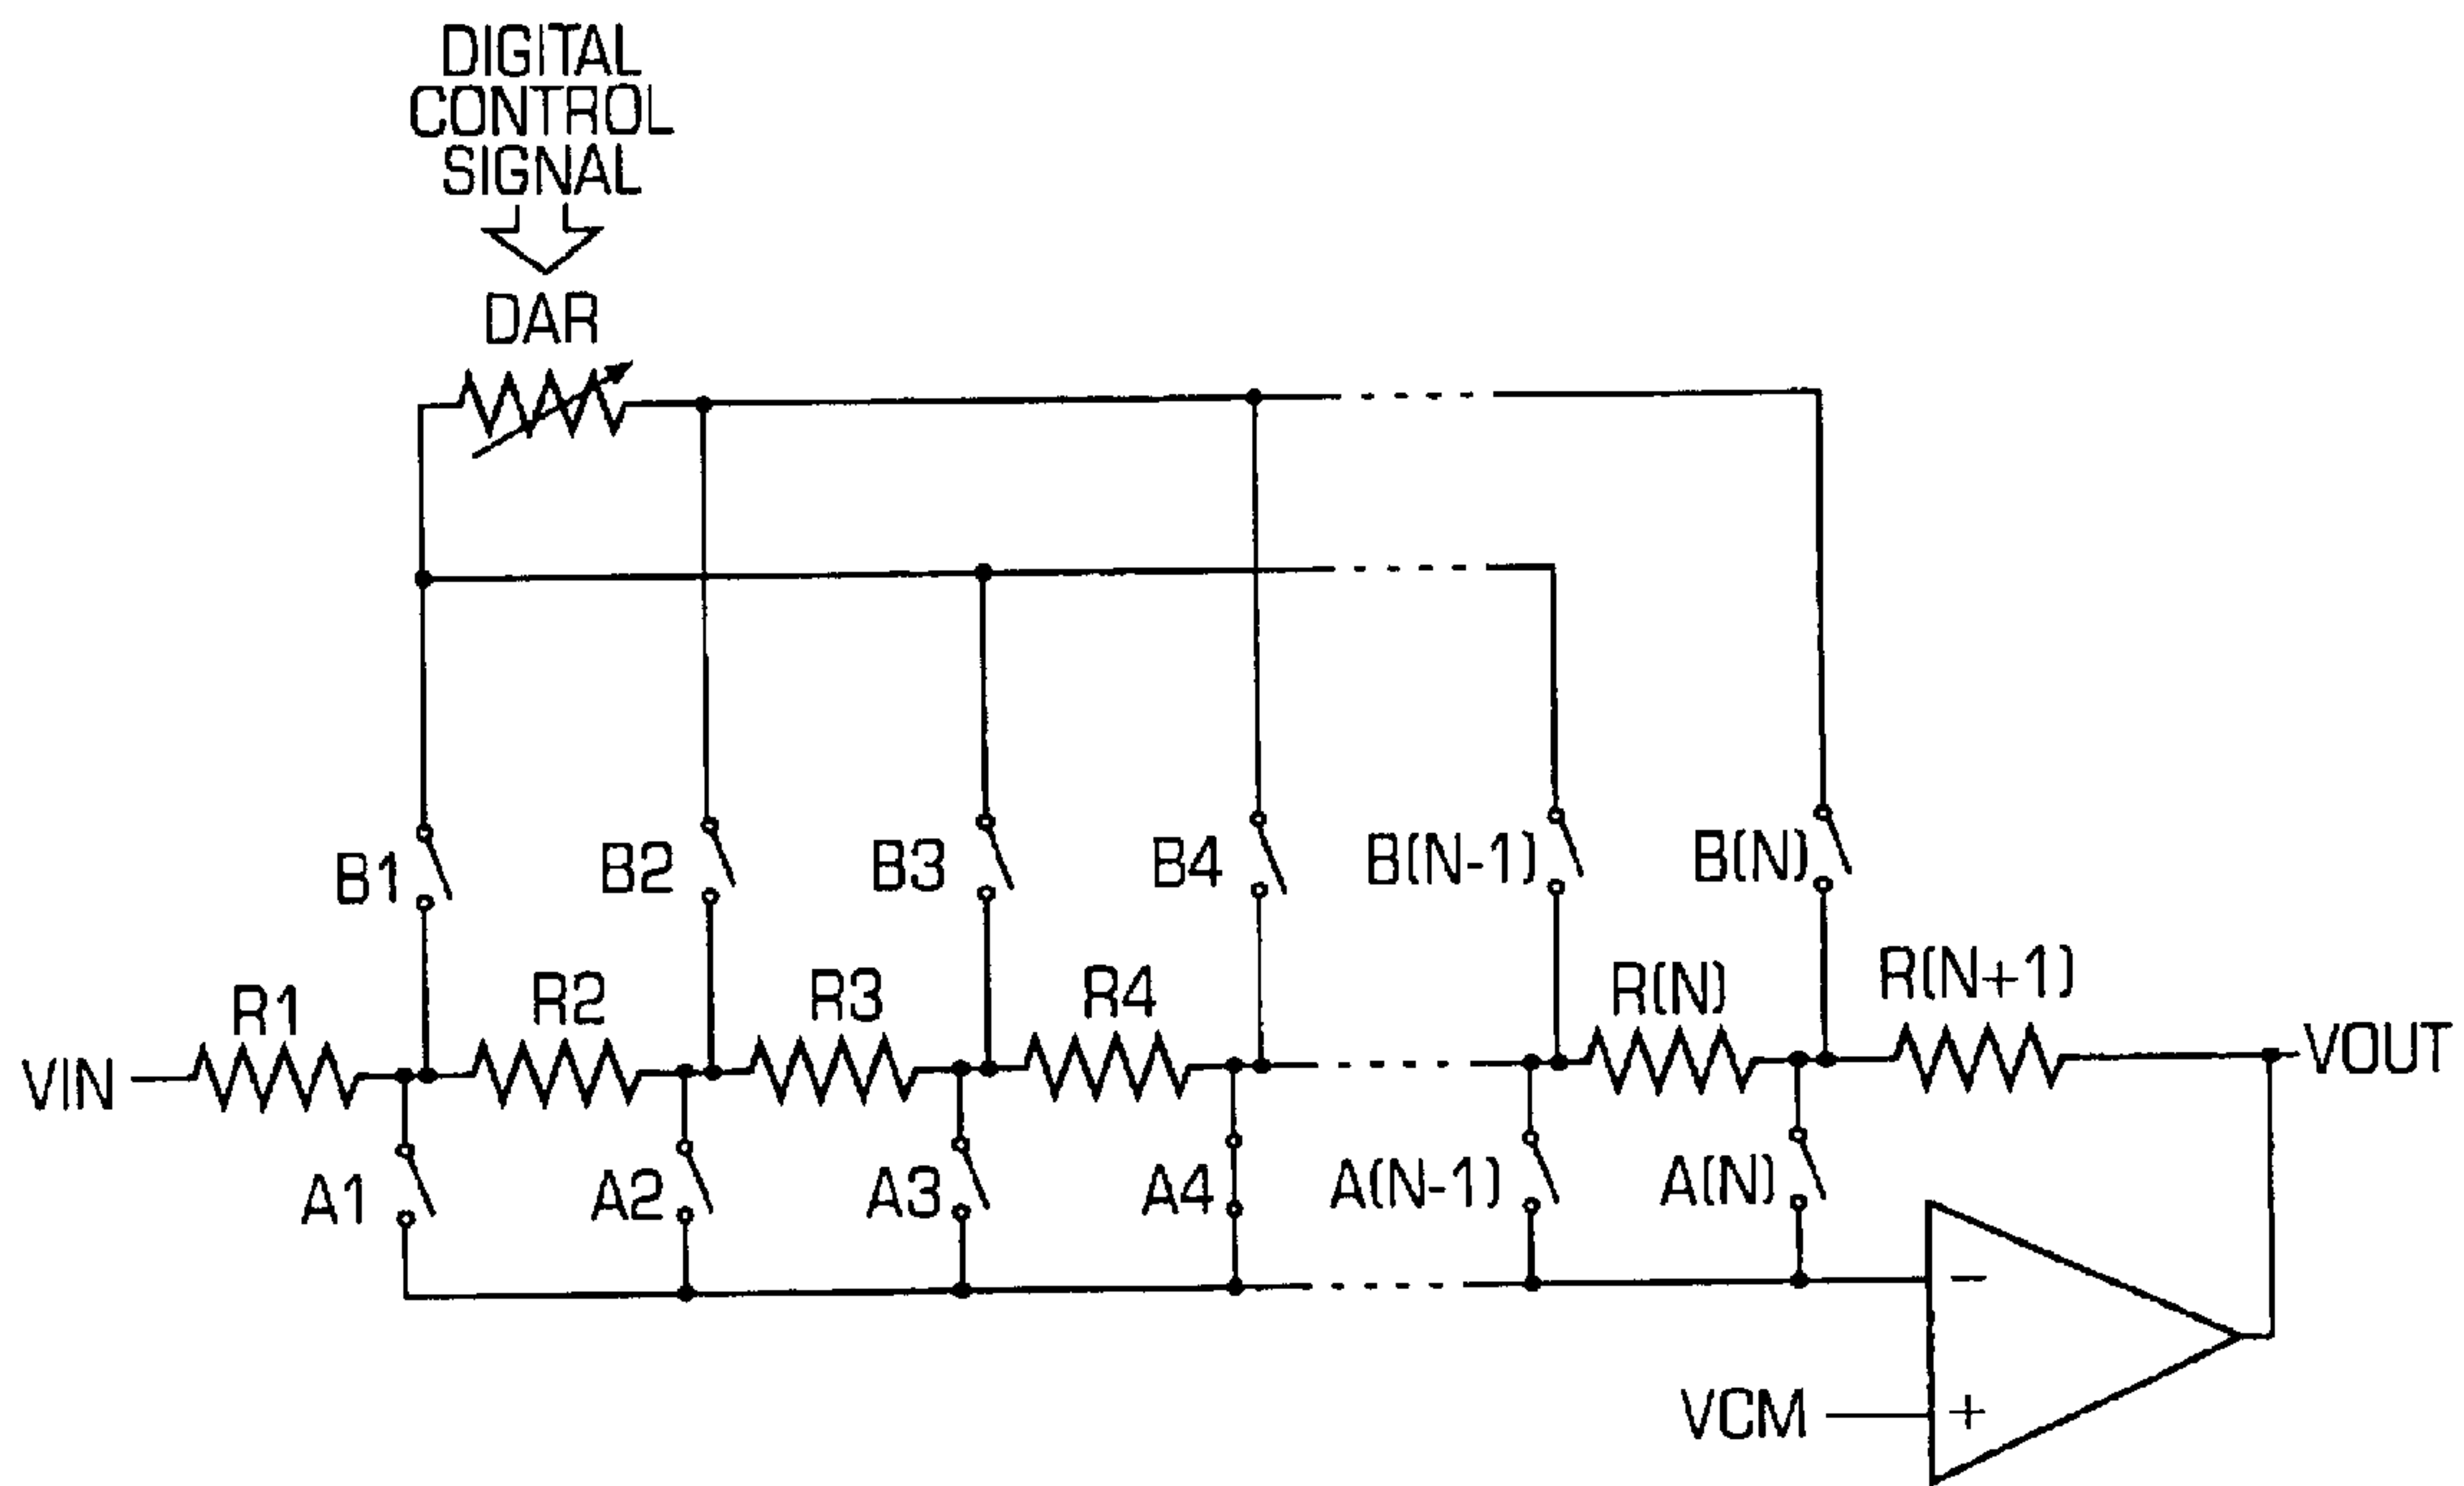 DIGITAL
CONTROL
SIGNAL
DAR
B1
B2
B3
B4
B(N-1)
B(N)
R1
R2
R3
R4
R(N)
R(N+1)
VIN
VOUT
A1
A2
A3
A4
A(N-1)
A(N)
−
VCM
+